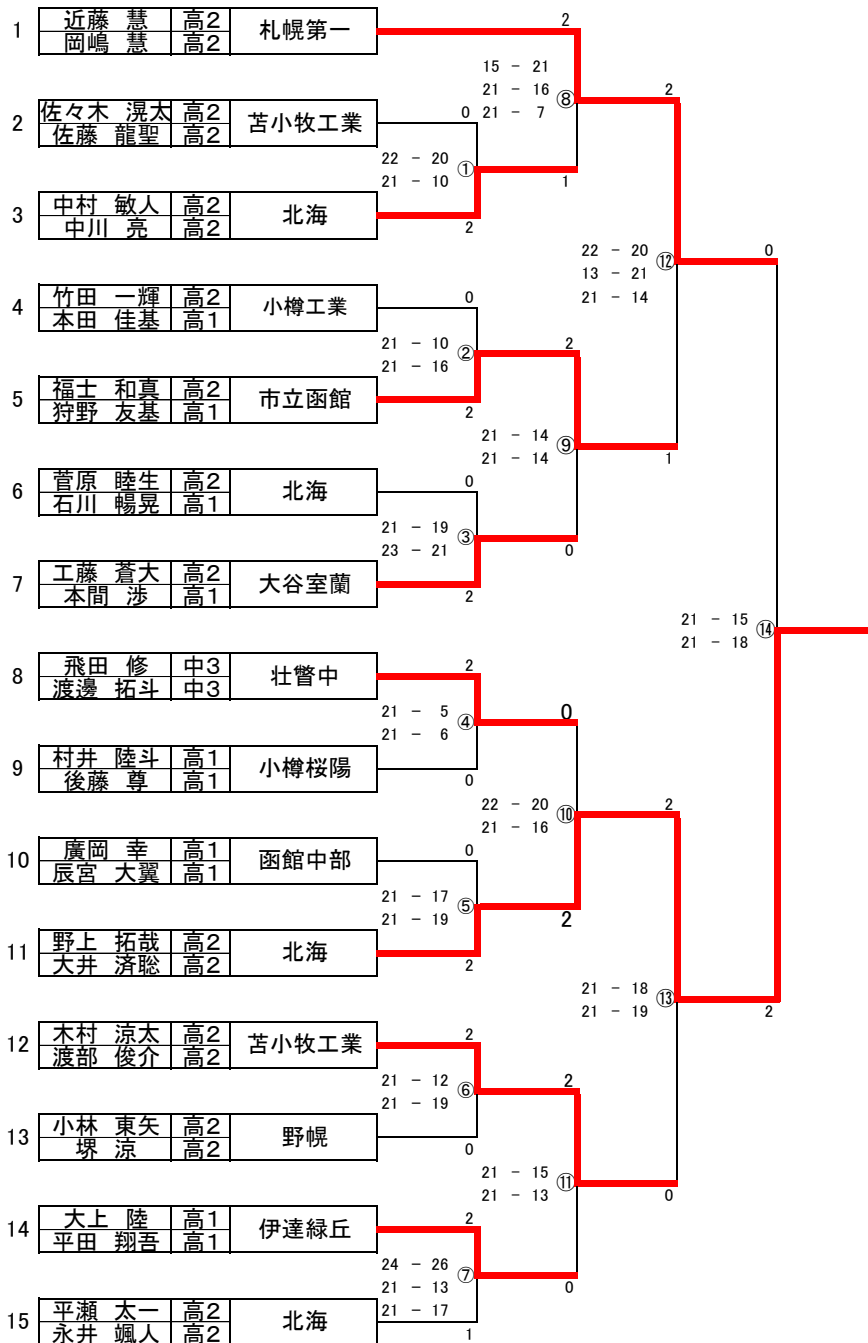 1 近藤 慧 高2 札幌第一
岡嶋 慧 高2
2
15 - 21
21 - 16 ⑧ 2
21 - 7
2 佐々木 滉太 高2 苫小牧工業 0
佐藤 龍聖 高2
22 - 20 ①
21 - 10 1
3 中村 敏人 高2 北海
中川 亮 高2 2
22 - 20 ⑫ 0
13 - 21
21 - 14
4 竹田 一輝 高2 小樽工業 0
本田 佳基 高1
21 - 10 ② 2
21 - 16
5 福士 和真 高2 市立函館
狩野 友基 高1 2
21 - 14 ⑨
21 - 14 1
6 菅原 睦生 高2 北海 0
石川 暢晃 高1
21 - 19 ③
23 - 21 0
7 工藤 蒼大 高2 大谷室蘭
本間 渉 高1 2
21 - 15 ⑭
21 - 18
8 飛田 修 中3 壮瞥中 2
渡邊 拓斗 中3
21 - 5 ④ 0
21 - 6
9 村井 陸斗 高1 小樽桜陽
後藤 尊 高1 0
22 - 20 ⑩ 2
21 - 16
10 廣岡 幸 高1 函館中部 0
辰宮 大翼 高1
21 - 17 ⑤
21 - 19 2
11 野上 拓哉 高2 北海
大井 済聡 高2 2
21 - 18 ⑬
21 - 19 2
12 木村 涼太 高2 苫小牧工業 2
渡部 俊介 高2
21 - 12 ⑥ 2
21 - 19
13 小林 東矢 高2 野幌
堺 涼 高2 0
21 - 15 ⑪
21 - 13 0
14 大上 陸 高1 伊達緑丘 2
平田 翔吾 高1
24 - 26 ⑦
21 - 13 0
21 - 17
15 平瀬 太一 高2 北海
永井 颯人 高2 1